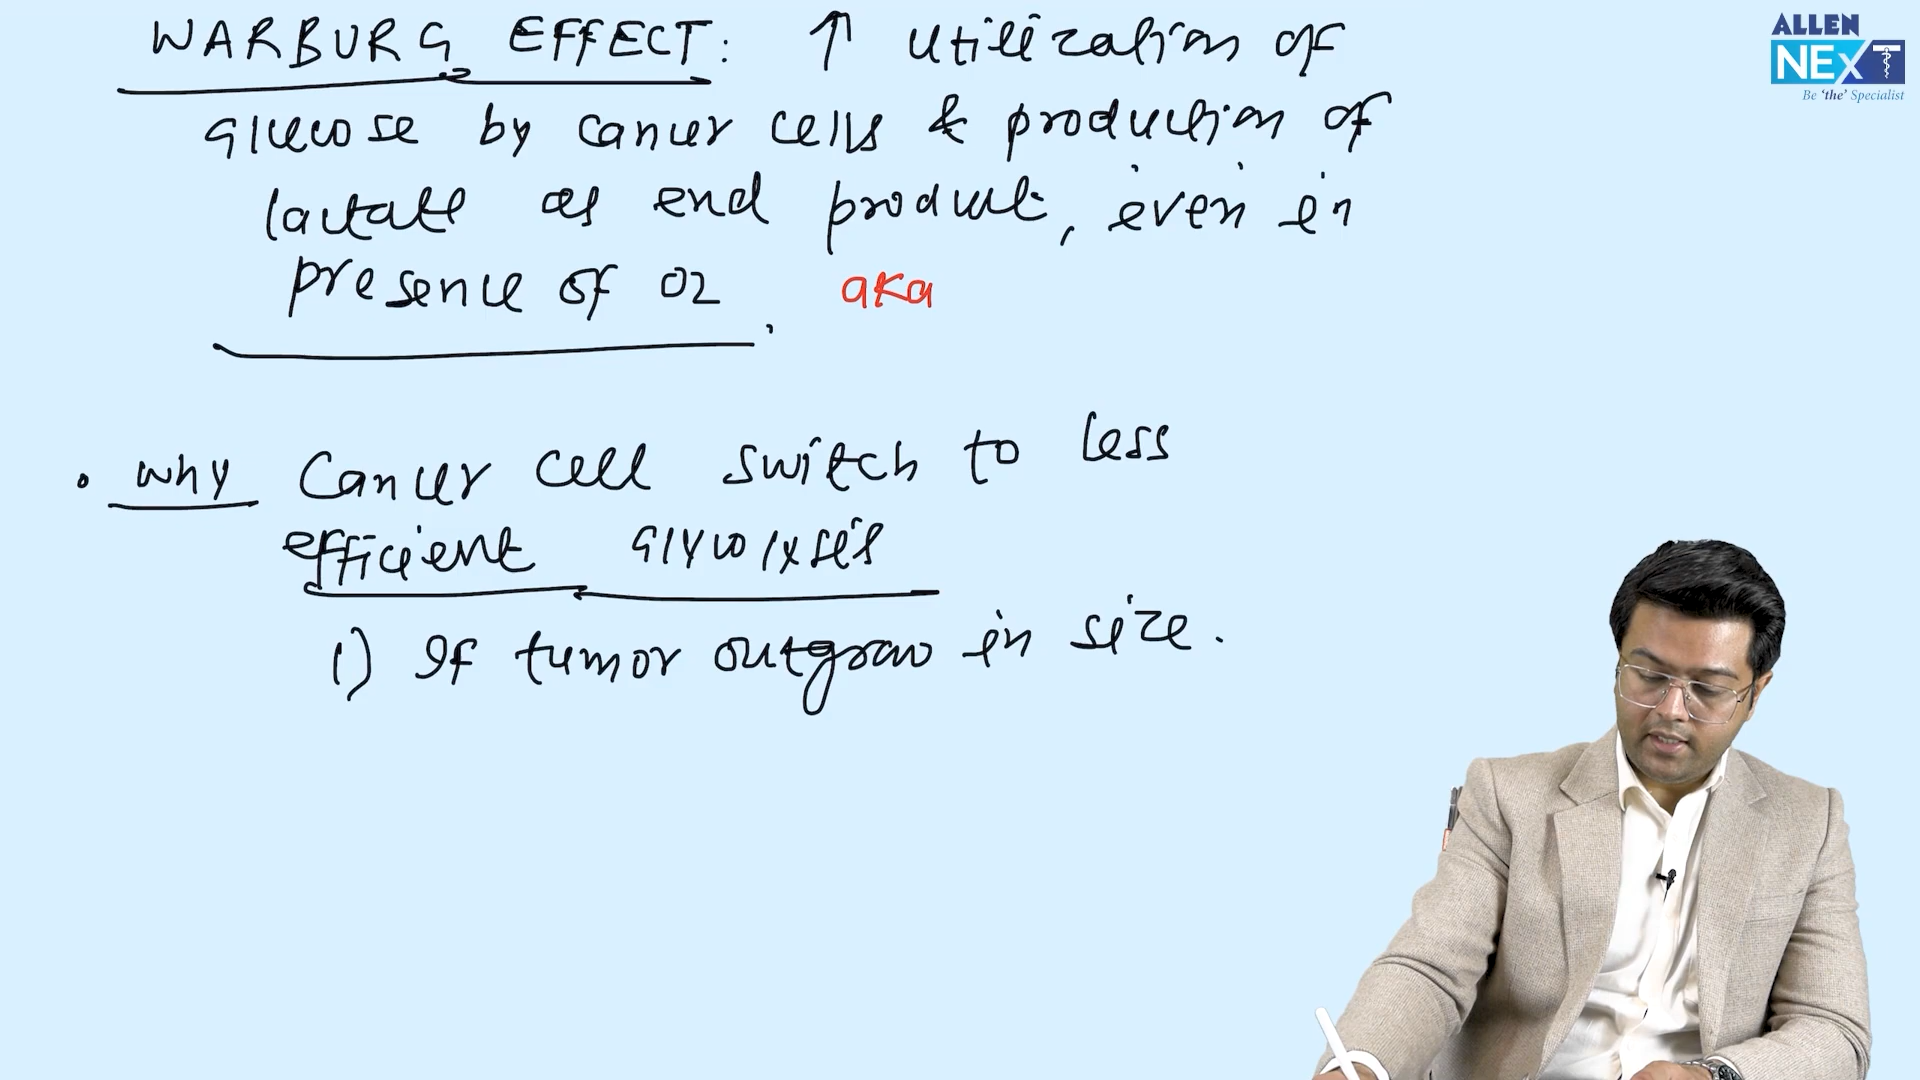 WARBURG EFFECT: ↑ utilization of
glucose by cancer cells & production of
lactate as end product, even in
presence of O2. aka
• Why Cancer cell switch to less
efficient glycolysis
1) If tumor outgrow in size.
ALLEN
NEXT
Be 'the' Specialist